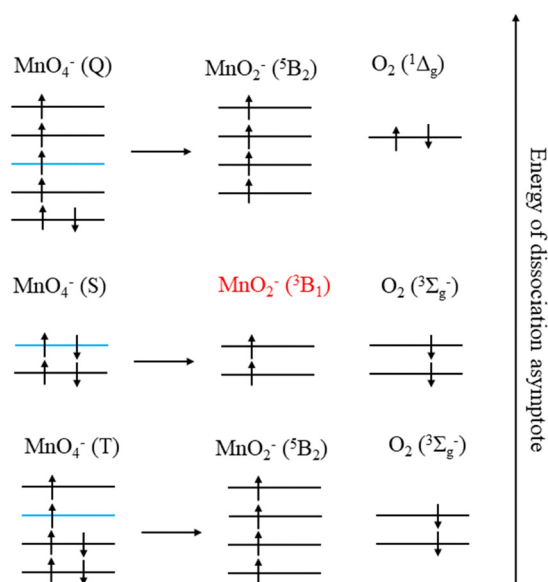 MnO₄⁻ (Q) MnO₂⁻ (⁵B₂) O₂ (¹Δg)
MnO₄⁻ (S) MnO₂⁻ (³B₁) O₂ (³Σg⁻)
MnO₄⁻ (T) MnO₂⁻ (⁵B₂) O₂ (³Σg⁻)
Energy of dissociation asymptote